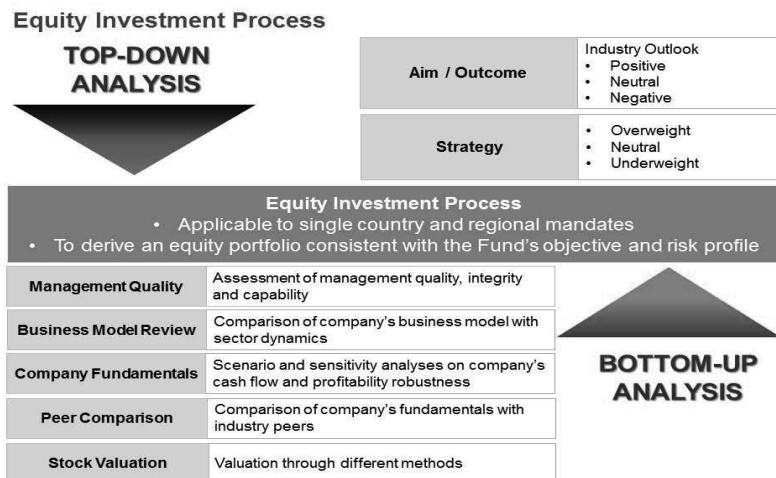 Equity Investment Process
TOP-DOWN
ANALYSIS
Aim / Outcome
Industry Outlook
• Positive
• Neutral
• Negative
Strategy
• Overweight
• Neutral
• Underweight
Equity Investment Process
• Applicable to single country and regional mandates
• To derive an equity portfolio consistent with the Fund's objective and risk profile
Management Quality
Assessment of management quality, integrity
and capability
Business Model Review
Comparison of company's business model with
sector dynamics
Company Fundamentals
Scenario and sensitivity analyses on company's
cash flow and profitability robustness
Peer Comparison
Comparison of company's fundamentals with
industry peers
Stock Valuation
Valuation through different methods
BOTTOM-UP
ANALYSIS